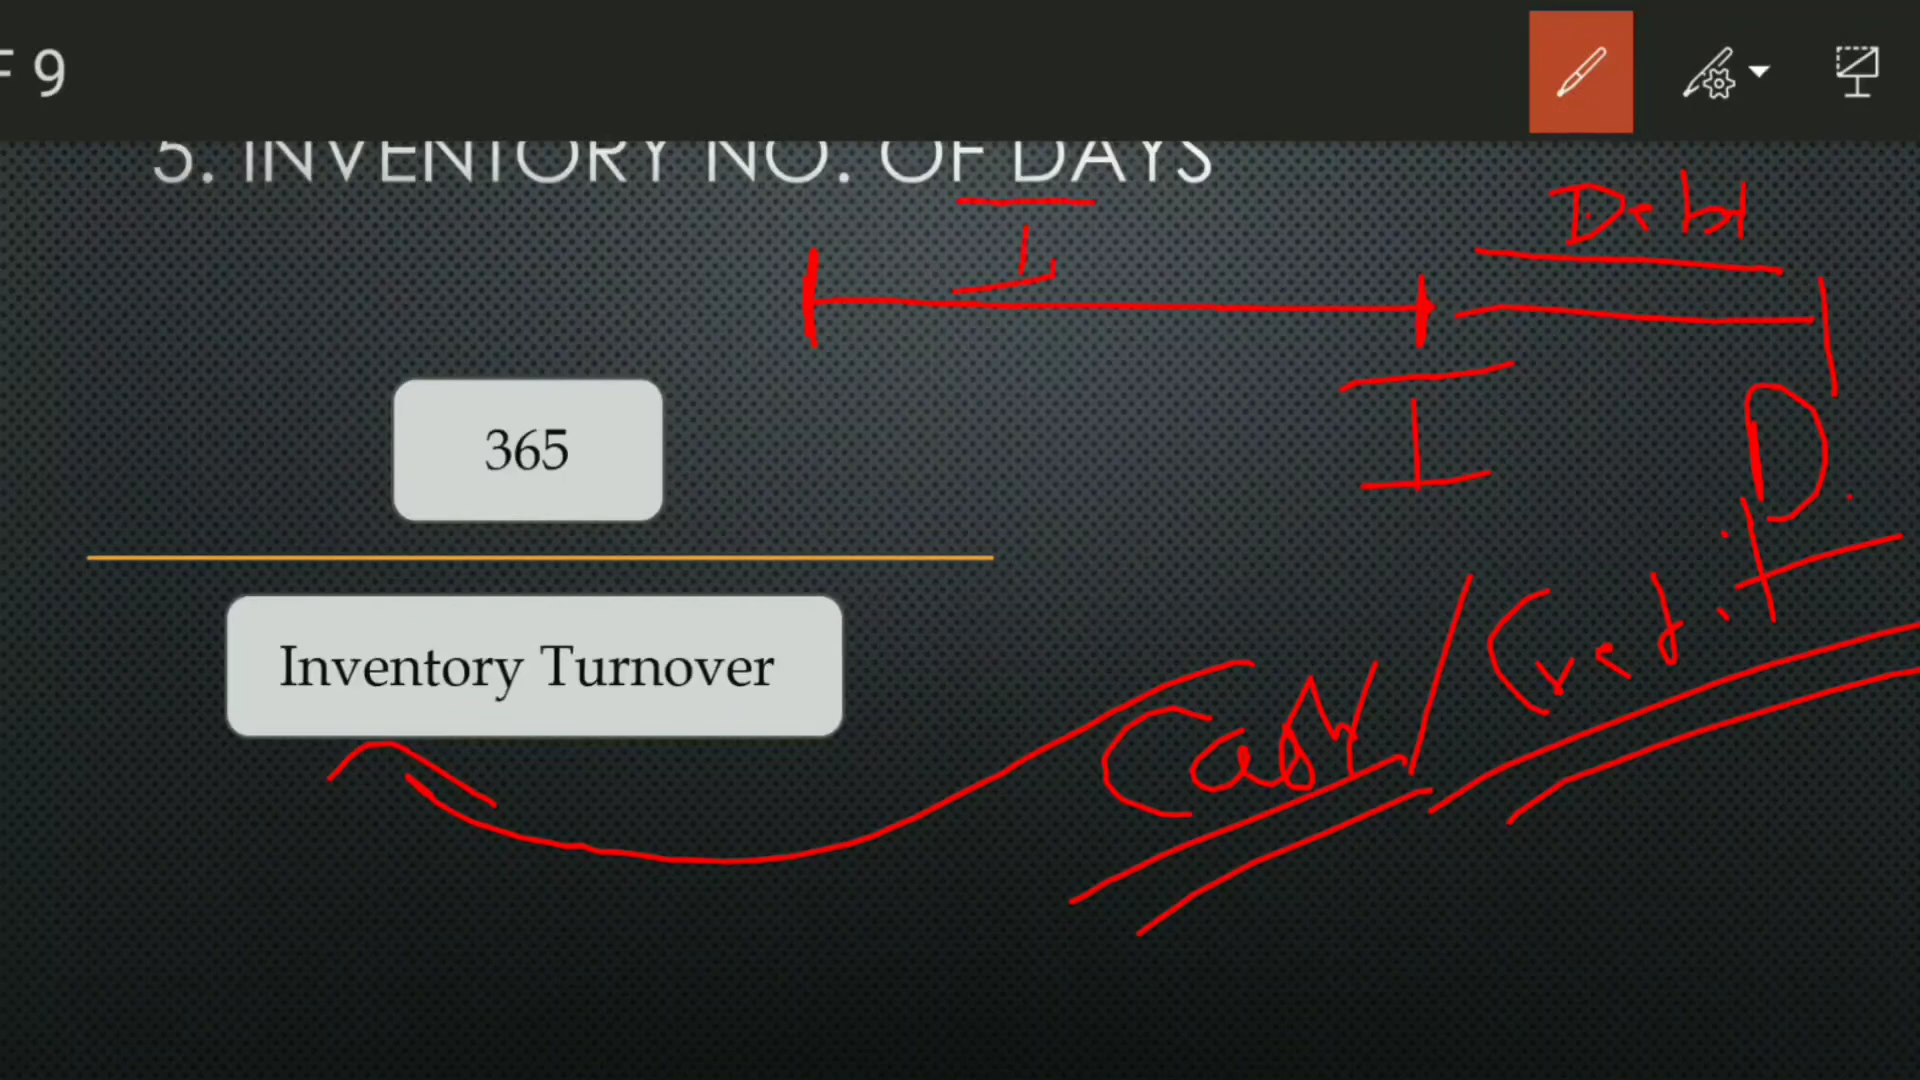 F 9
5. INVENTORY NO. OF DAYS
Debt
I
365
I
D
Inventory Turnover
Cash/Credit